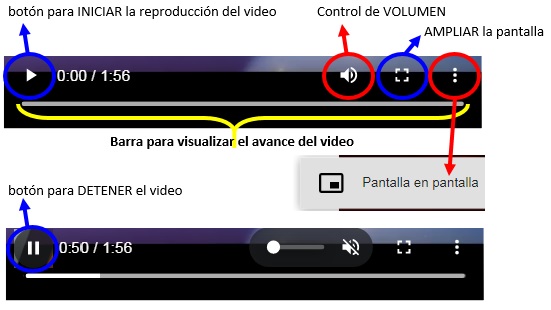 botón para INICIAR la reproducción del video
Control de VOLUMEN
AMPLIAR la pantalla
0:00 / 1:56
Barra para visualizar el avance del video
Pantalla en pantalla
botón para DETENER el video
0:50 / 1:56